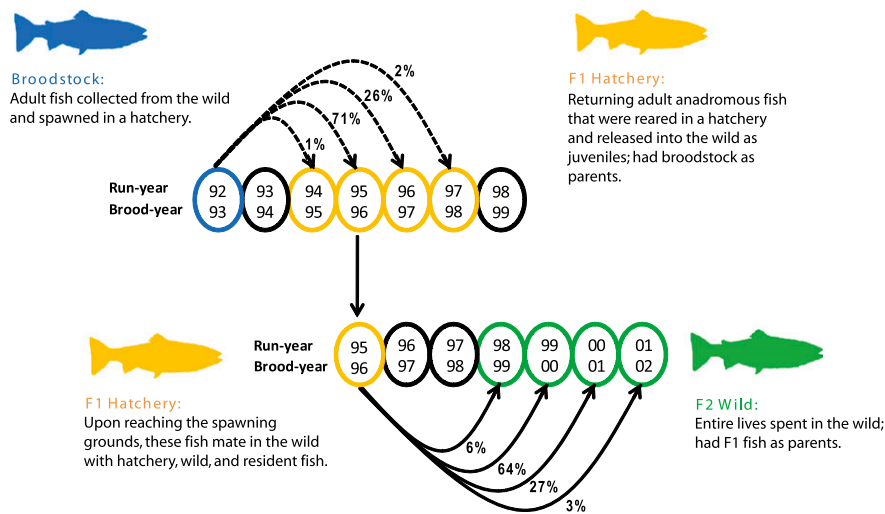 Broodstock:
Adult fish collected from the wild
and spawned in a hatchery.
F1 Hatchery:
Returning adult anadromous fish
that were reared in a hatchery
and released into the wild as
juveniles; had broodstock as
parents.
2%
26%
71%
1%
Run-year 92 93 94 95 96 97 98
Brood-year 93 94 95 96 97 98 99
Run-year 95 96 97 98 99 00 01
Brood-year 96 97 98 99 00 01 02
F1 Hatchery:
Upon reaching the spawning
grounds, these fish mate in the wild
with hatchery, wild, and resident fish.
6%
64%
27%
3%
F2 Wild:
Entire lives spent in the wild;
had F1 fish as parents.